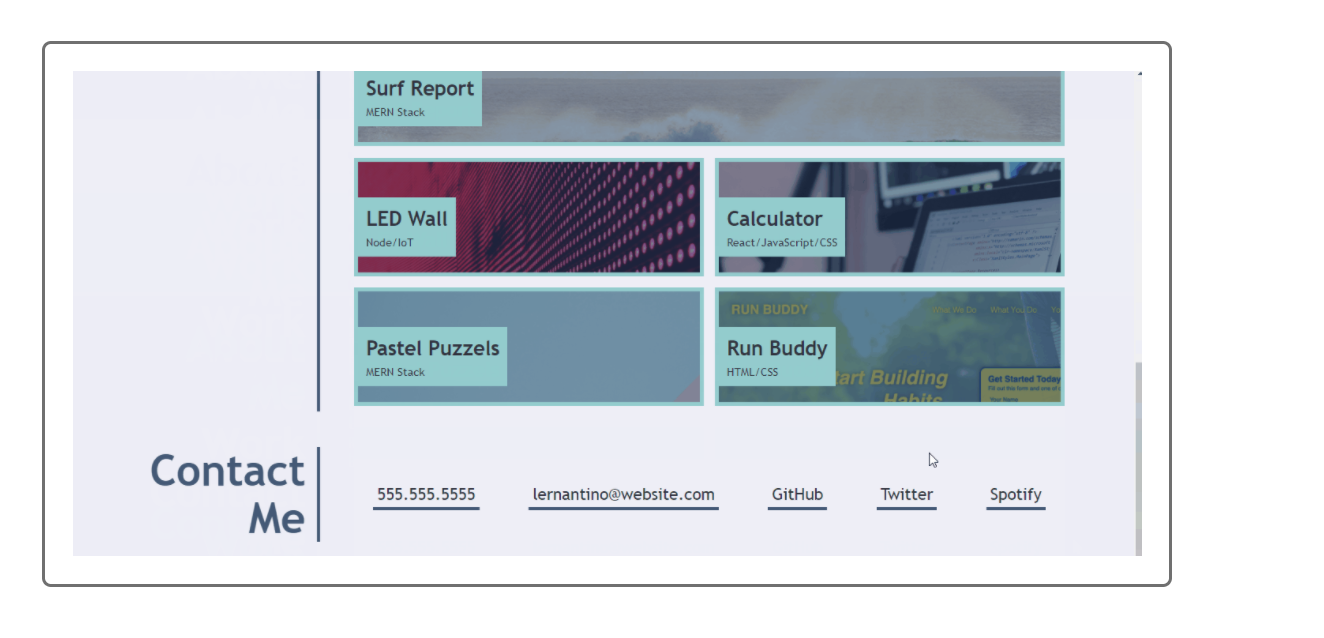 Surf Report
MERN Stack
LED Wall
Node/IoT
Calculator
React/JavaScript/CSS
Pastel Puzzels
MERN Stack
RUN BUDDY
What We Do What You Do
Run Buddy
HTML/CSS
Building
Habits
Get Started Today
Contact
Me
555.555.5555
lernantino@website.com
GitHub
Twitter
Spotify